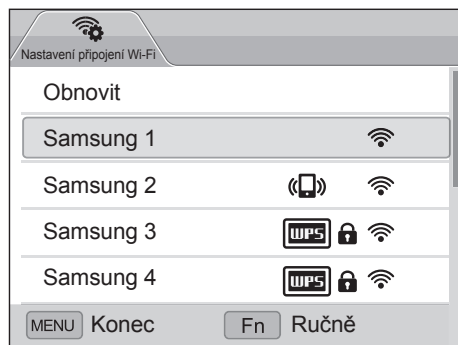 Nastavení připojení Wi-Fi
Obnovit
Samsung 1
Samsung 2
Samsung 3 WPS
Samsung 4 WPS
MENU Konec Fn Ručně